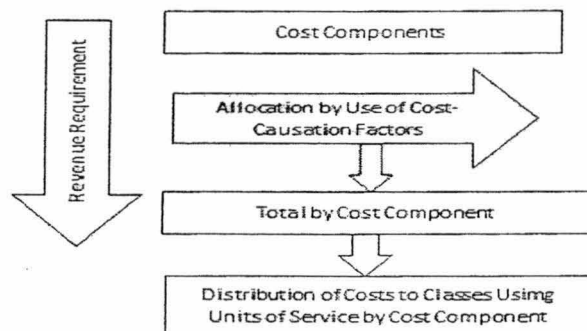 Revenue Requirement
Cost Components
Allocation by Use of Cost-
Causation Factors
Total by Cost Component
Distribution of Costs to Classes Usimg
Units of Service by Cost Component